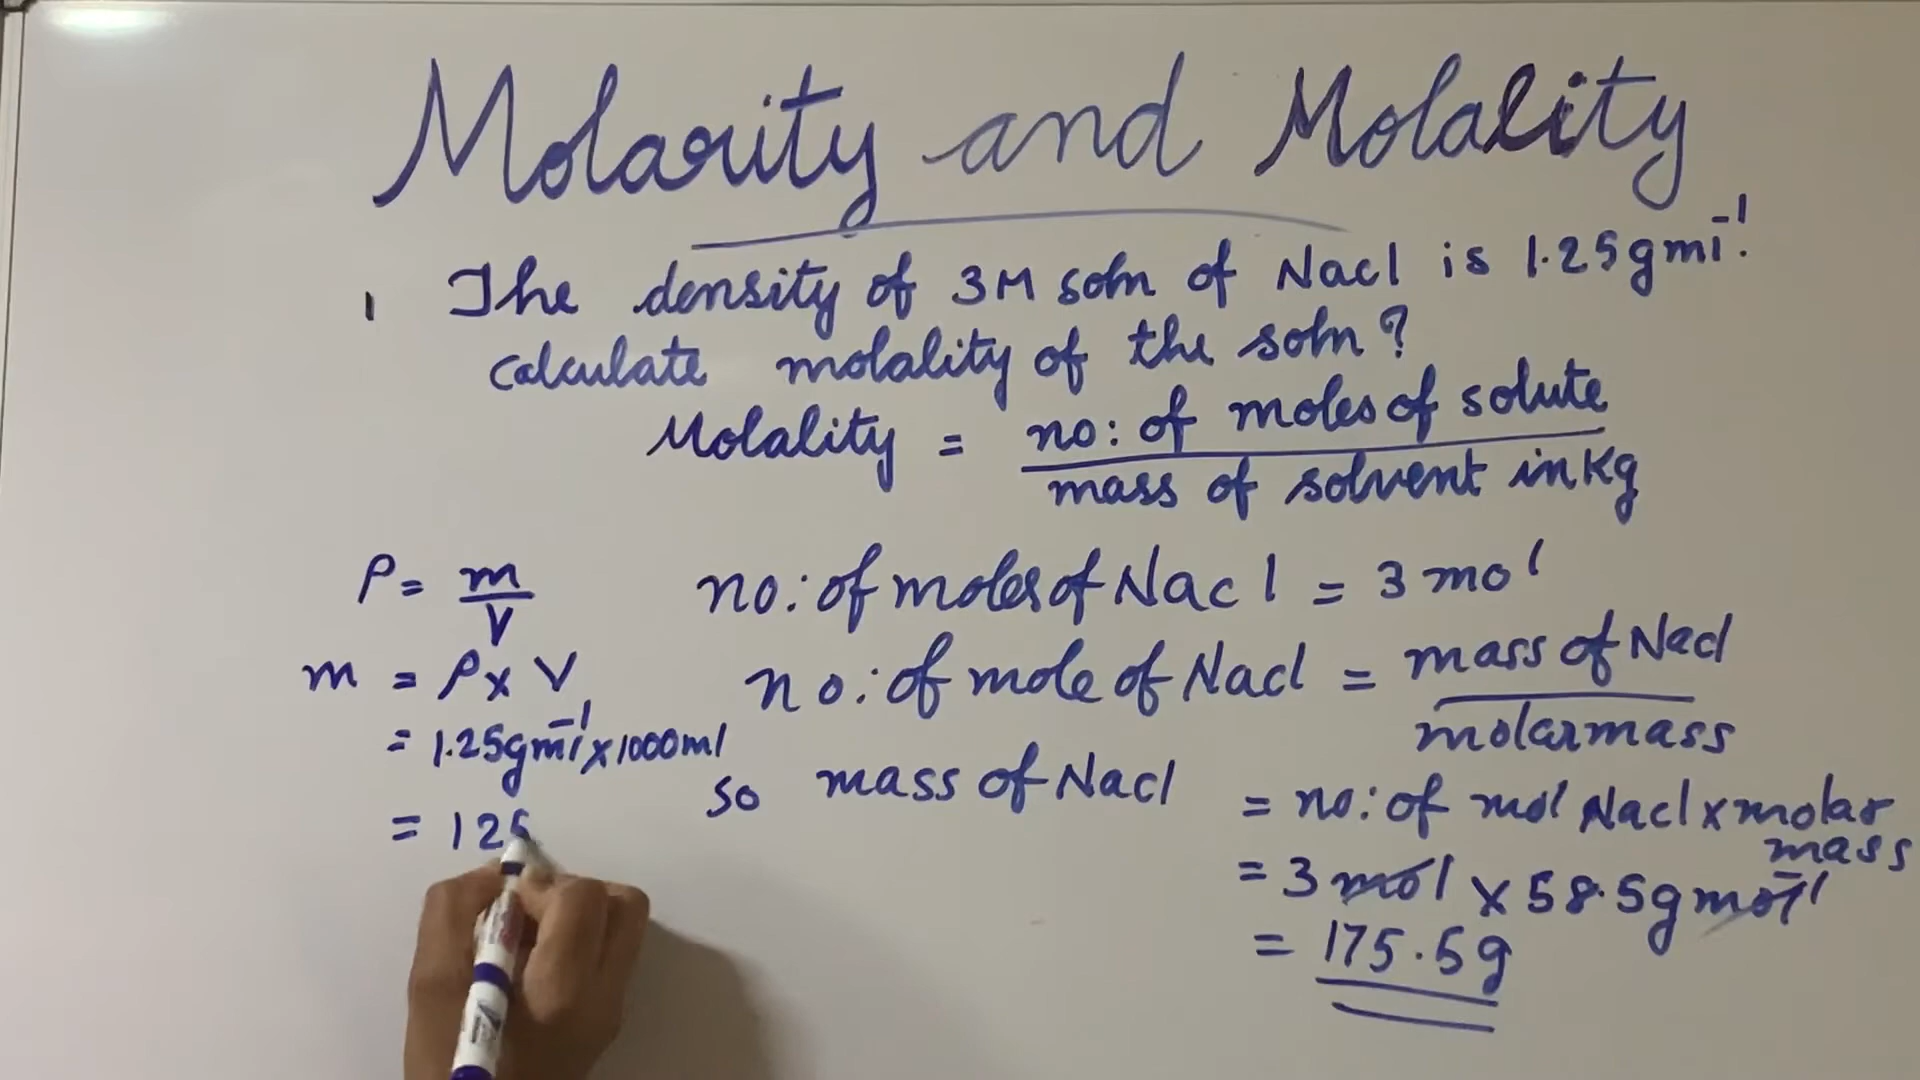 Molarity and Molality
1 The density of 3M soln of Nacl is 1.25gml⁻¹.
calculate molality of the soln?
Molality = no: of moles of solute
mass of solvent in Kg
ρ = m
V
m = ρ x V
= 1.25gml⁻¹ x 1000ml
= 125
no: of moles of Nacl = 3 mol
no: of mole of Nacl = mass of Nacl
molarmass
so mass of Nacl = no: of mol Nacl x molar
mass
= 3 mol x 58.5g mol⁻¹
= 175.5g